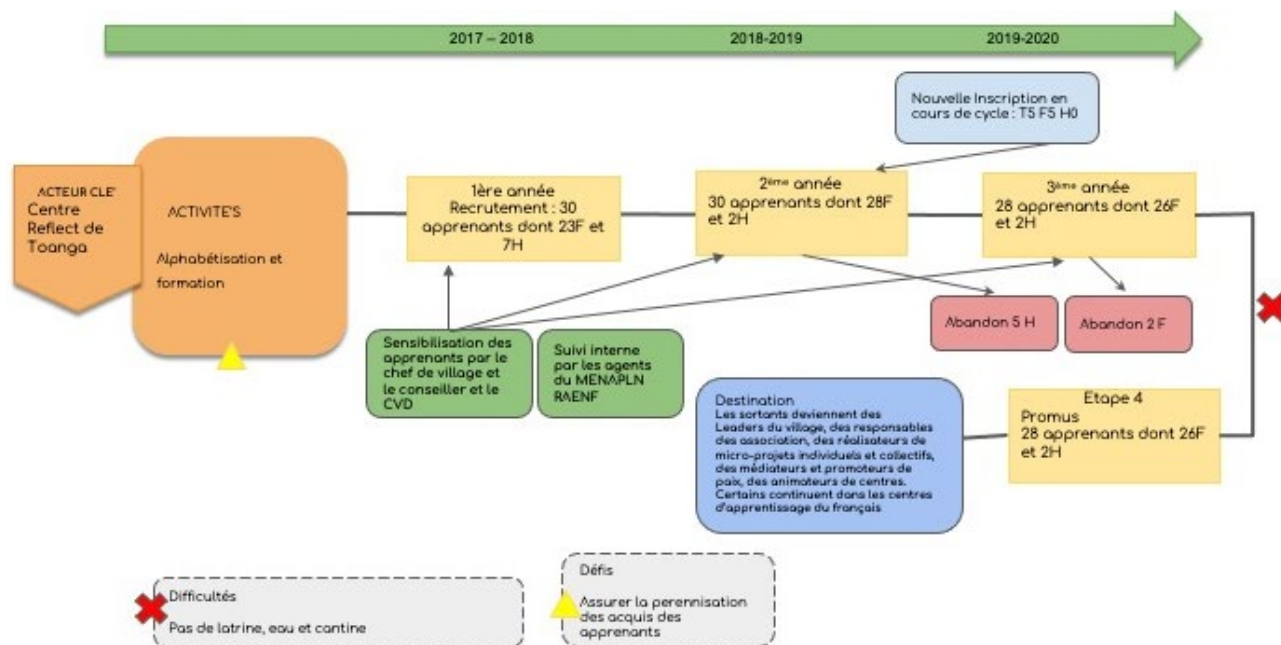 2017 – 2018
2018-2019
2019-2020
Nouvelle Inscription en
cours de cycle : T5 F5 H0
ACTEUR CLE'
Centre
Reflect de
Toanga
ACTIVITE'S
Alphabétisation et
formation
1ère année
Recrutement : 30
apprenants dont 23F et
7H
2ème année
30 apprenants dont 28F
et 2H
3ème année
28 apprenants dont 26F
et 2H
Abandon 5 H
Abandon 2 F
Sensibilisation des
apprenants par le
chef de village et
le conseiller et le
CVD
Suivi interne
par les agents
du MENAPLN
RAENF
Destination
Les sortants deviennent des
Leaders du village, des responsables
des association, des réalisateurs de
micro-projets individuels et collectifs,
des médiateurs et promoteurs de
paix, des animateurs de centres.
Certains continuent dans les centres
d'apprentissage du français
Etape 4
Promus
28 apprenants dont 26F
et 2H
Difficultés
Pas de latrine, eau et cantine
Défis
Assurer la perennisation
des acquis des
apprenants